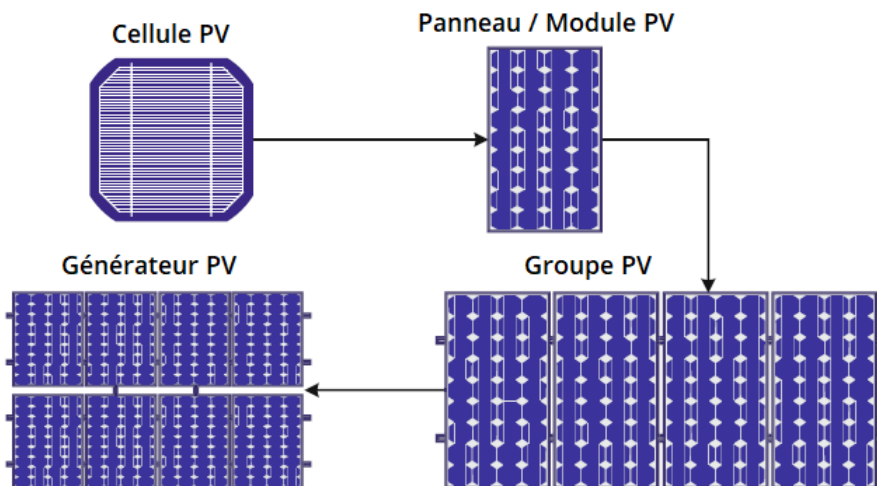 Cellule PV
Panneau / Module PV
Générateur PV
Groupe PV